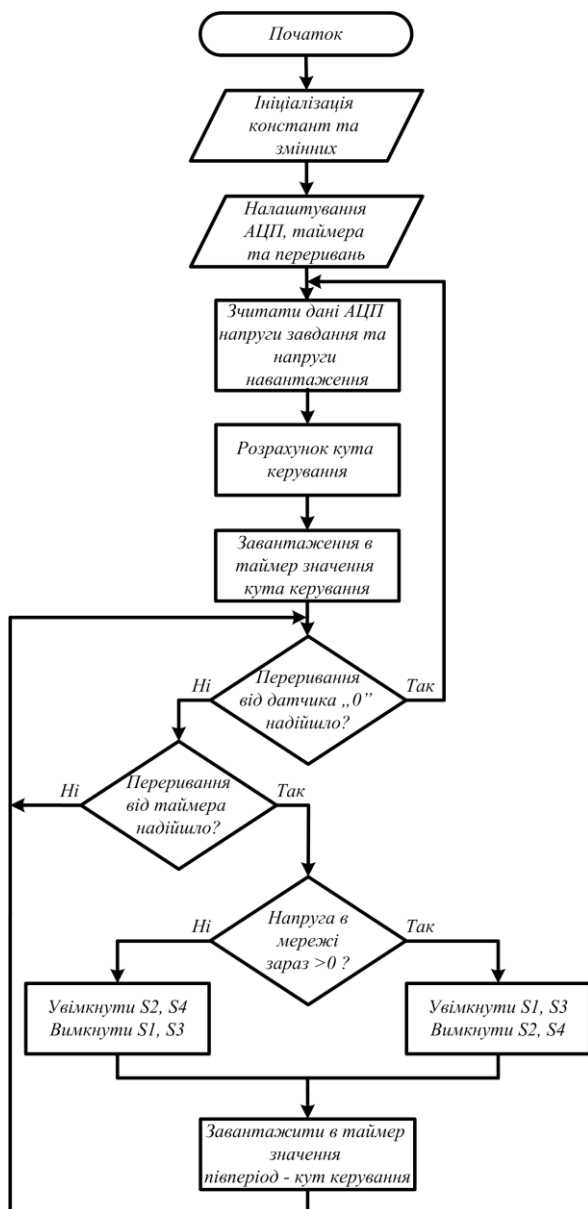 Початок
Ініціалізація
констант та
змінних
Налаштування
АЦП, таймера
та переривань
Зчитати дані АЦП
напруги завдання та
напруги
навантаження
Розрахунок кута
керування
Завантаження в
таймер значення
кута керування
Переривання
від датчика „0”
надійшло?
Ні
Так
Переривання
від таймера
надійшло?
Ні
Так
Напруга в
мережі
зараз >0 ?
Ні
Так
Увімкнути S2, S4
Вимкнути S1, S3
Увімкнути S1, S3
Вимкнути S2, S4
Завантажити в таймер
значення
півперіод - кут керування